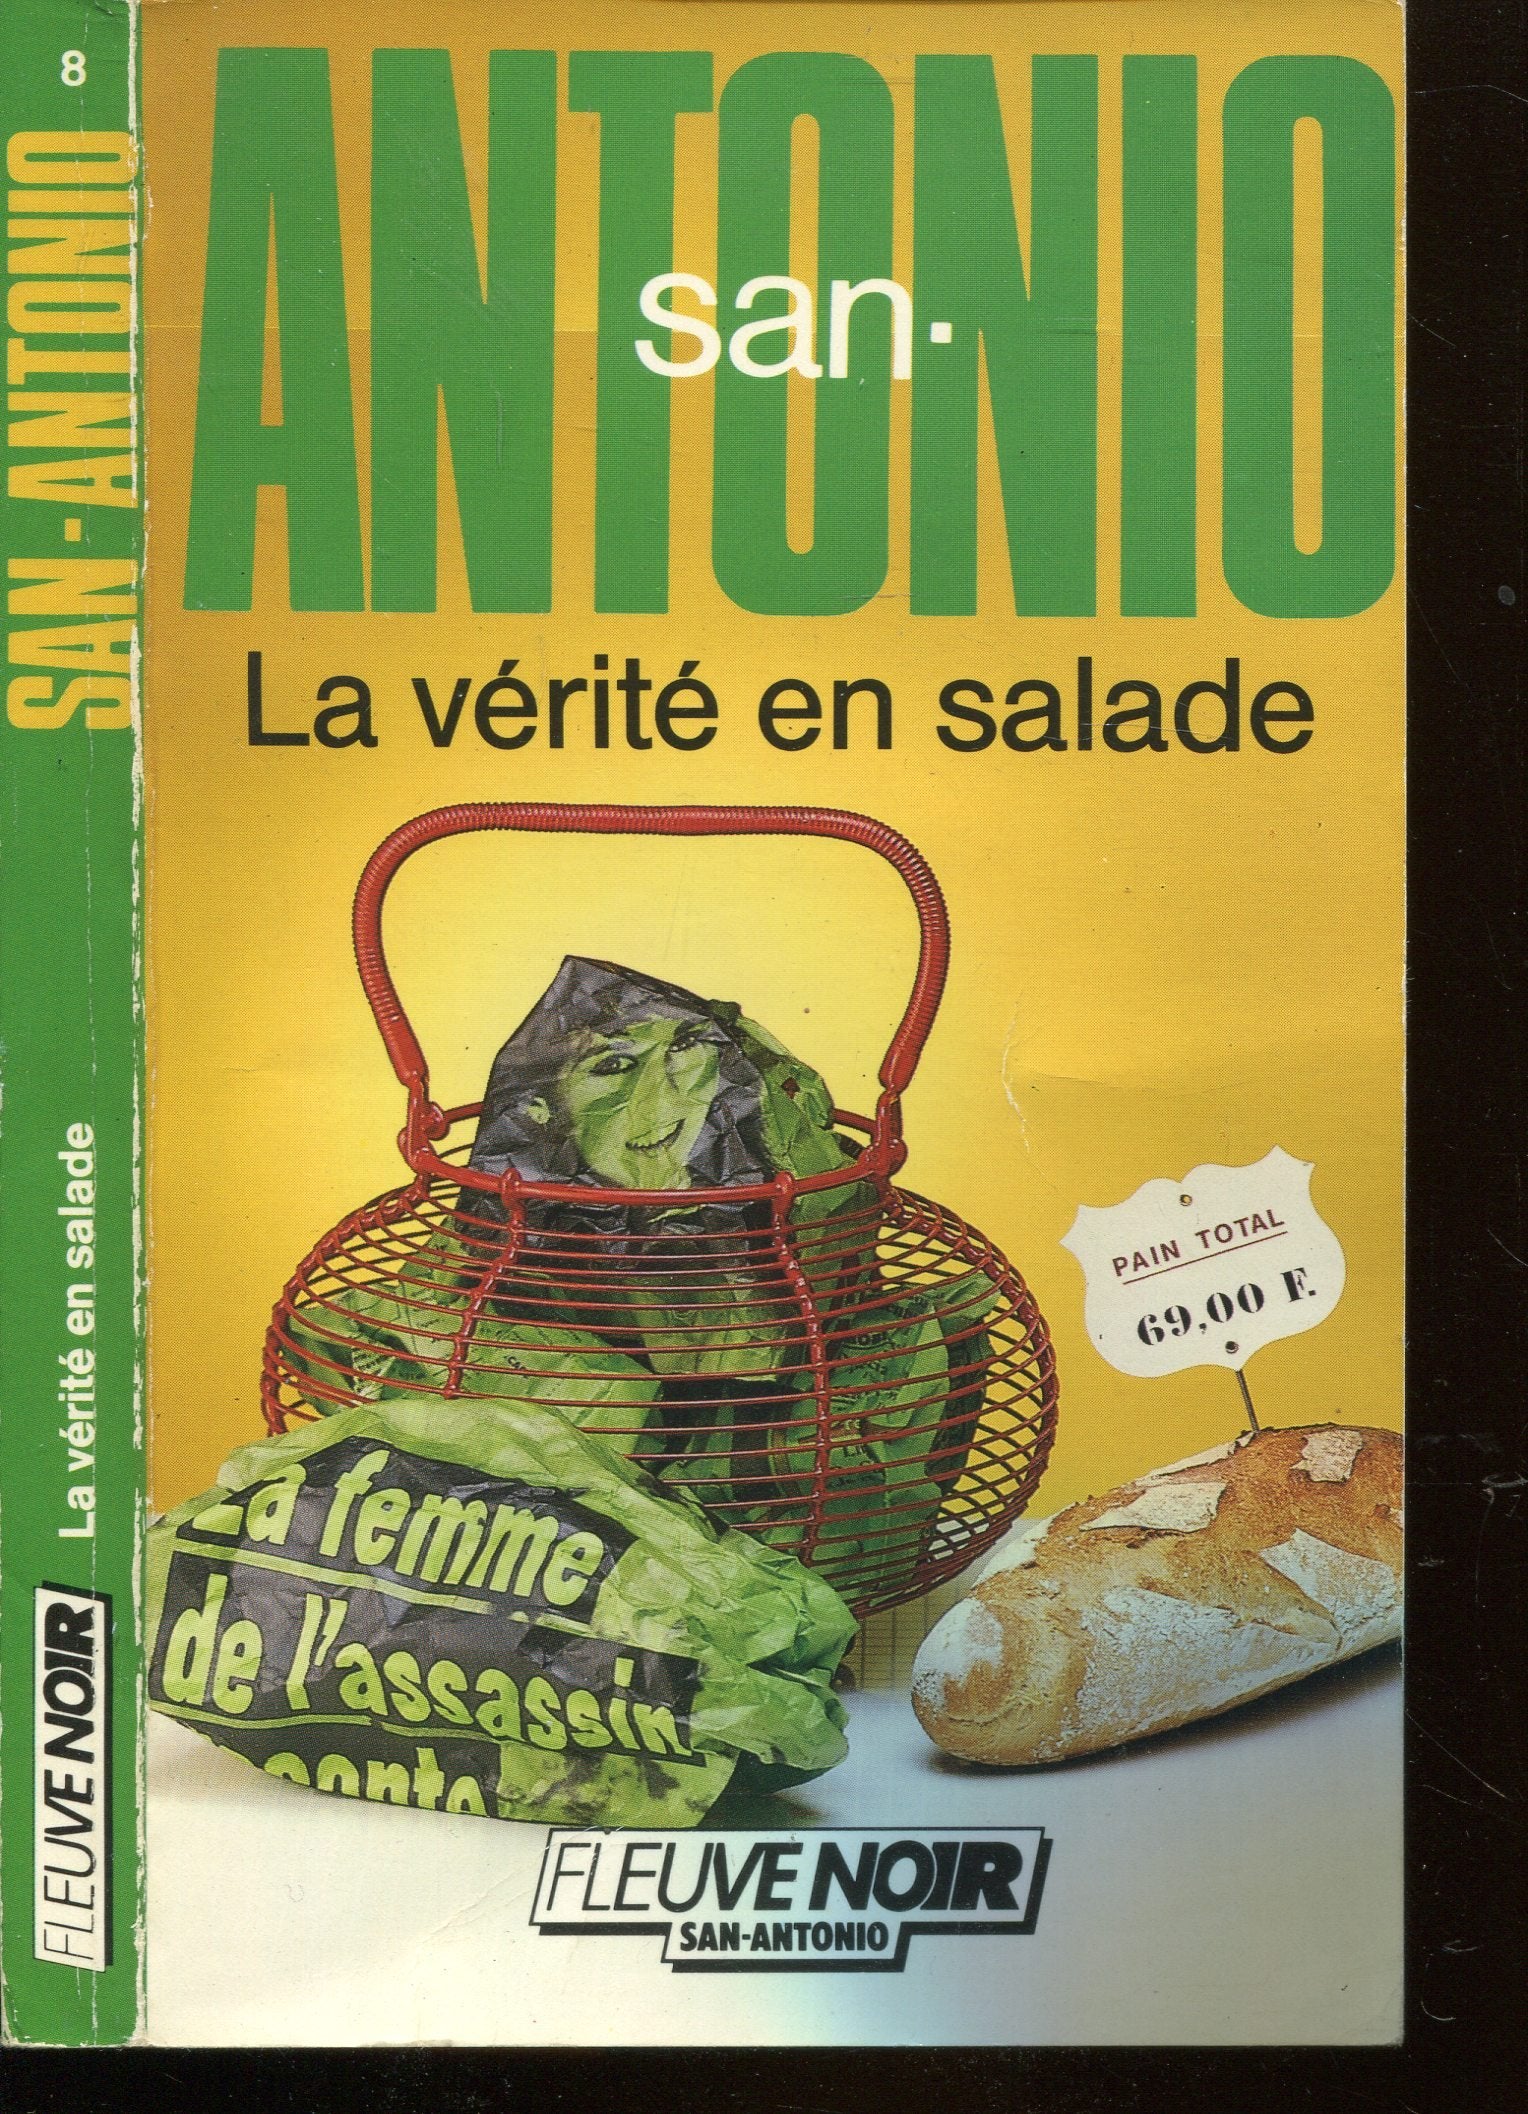 8
SAN-ANTONIO
La vérité en salade
FLEUVE NOIR
ANTONIO
san-
La vérité en salade
PAIN TOTAL
69,00 F.
La femme
de l'assassin
FLEUVE NOIR
SAN-ANTONIO